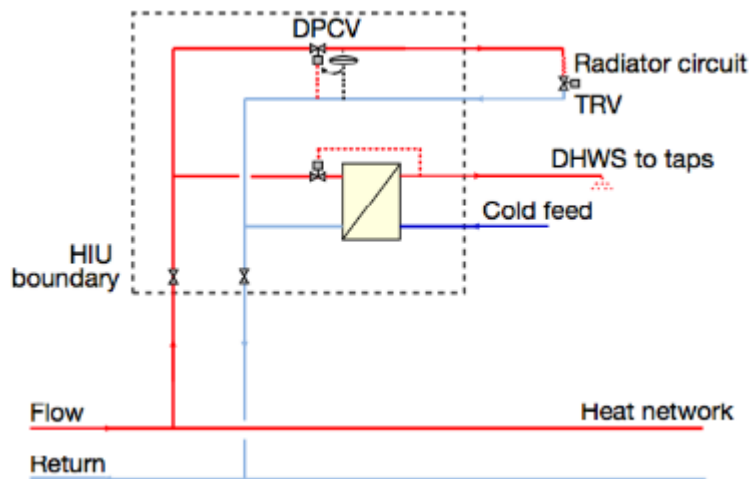 DPCV
Radiator circuit
TRV
DHWS to taps
Cold feed
HIU
boundary
Flow
Heat network
Return